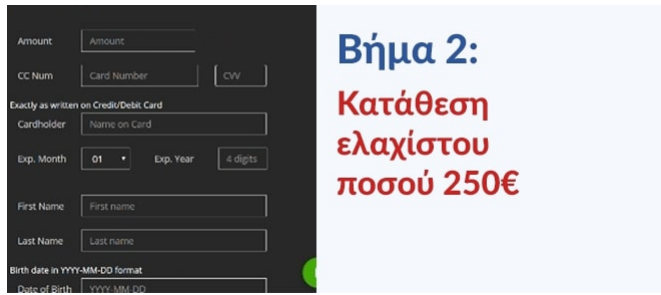 Amount Amount
CC Num Card Number CVV
Exactly as written on Credit/Debit Card
Cardholder Name on Card
Exp. Month 01 Exp. Year 4 digits
First Name First name
Last Name Last name
Birth date in YYYY-MM-DD format
Date of Birth YYYY-MM-DD
Βήμα 2:
Κατάθεση
ελαχίστου
ποσού 250€